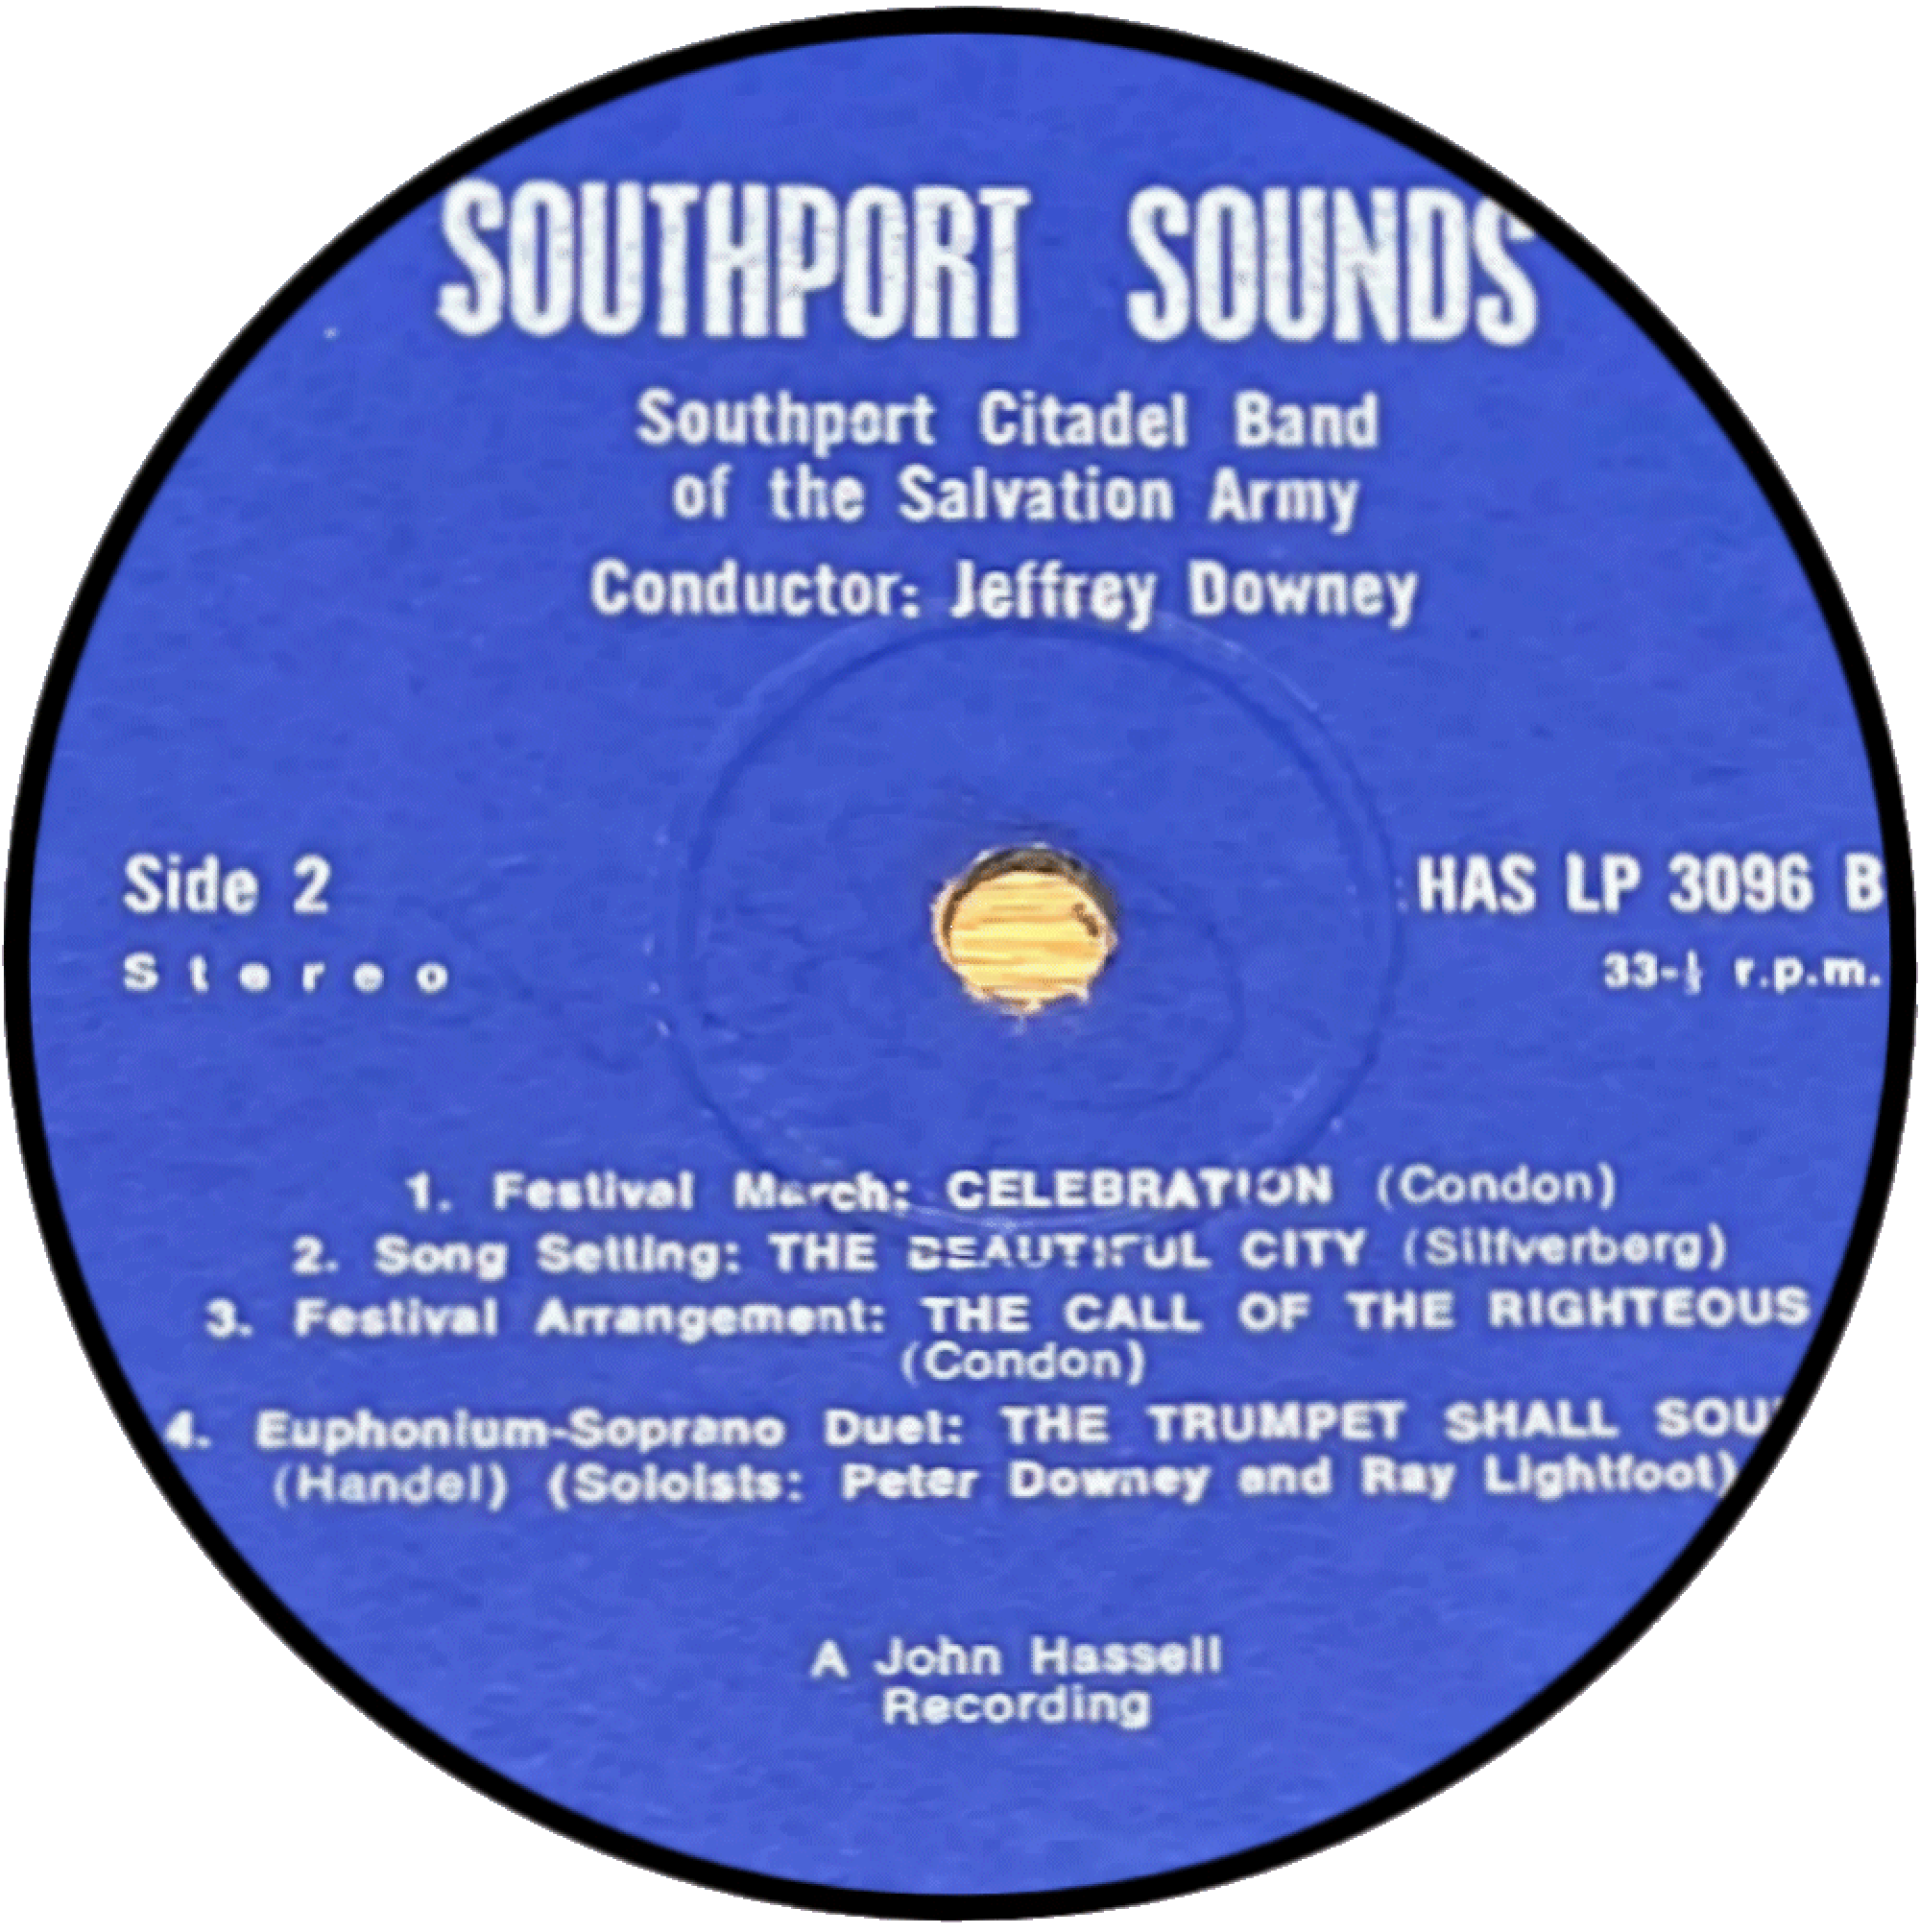 SOUTHPORT SOUNDS
Southport Citadel Band
of the Salvation Army
Conductor: Jeffrey Downey
Side 2
HAS LP 3096 B
Stereo
33-⅓ r.p.m.
1. Festival March: CELEBRATION (Condon)
2. Song Setting: THE BEAUTIFUL CITY (Silfverberg)
3. Festival Arrangement: THE CALL OF THE RIGHTEOUS
(Condon)
4. Euphonium-Soprano Duet: THE TRUMPET SHALL
(Handel) (Soloists: Peter Downey and Ray Lightfoot)
A John Hassell
Recording